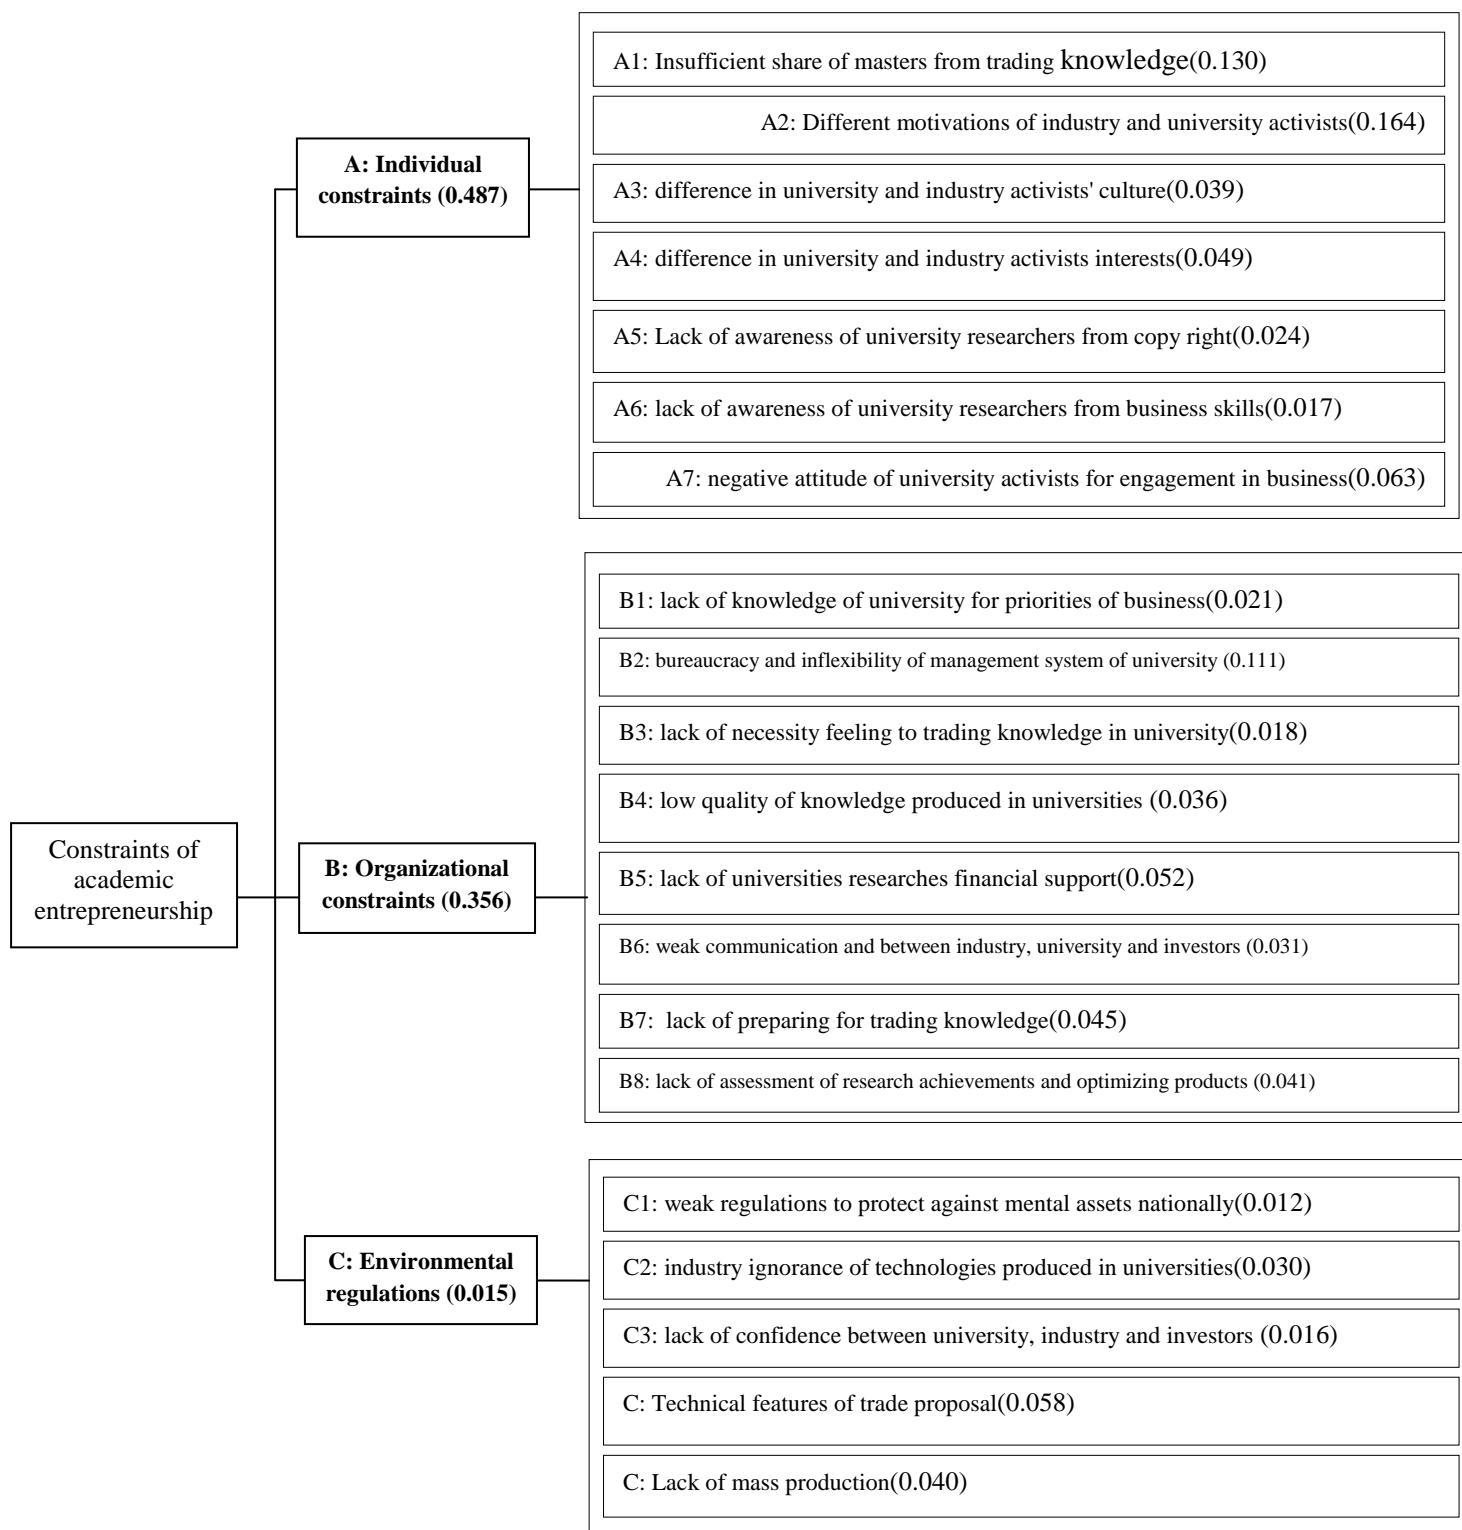 Constraints of
academic
entrepreneurship
A: Individual
constraints (0.487)
A1: Insufficient share of masters from trading knowledge(0.130)
A2: Different motivations of industry and university activists(0.164)
A3: difference in university and industry activists' culture(0.039)
A4: difference in university and industry activists interests(0.049)
A5: Lack of awareness of university researchers from copy right(0.024)
A6: lack of awareness of university researchers from business skills(0.017)
A7: negative attitude of university activists for engagement in business(0.063)
B: Organizational
constraints (0.356)
B1: lack of knowledge of university for priorities of business(0.021)
B2: bureaucracy and inflexibility of management system of university (0.111)
B3: lack of necessity feeling to trading knowledge in university(0.018)
B4: low quality of knowledge produced in universities (0.036)
B5: lack of universities researches financial support(0.052)
B6: weak communication and between industry, university and investors (0.031)
B7:  lack of preparing for trading knowledge(0.045)
B8: lack of assessment of research achievements and optimizing products (0.041)
C: Environmental
regulations (0.015)
C1: weak regulations to protect against mental assets nationally(0.012)
C2: industry ignorance of technologies produced in universities(0.030)
C3: lack of confidence between university, industry and investors (0.016)
C: Technical features of trade proposal(0.058)
C: Lack of mass production(0.040)